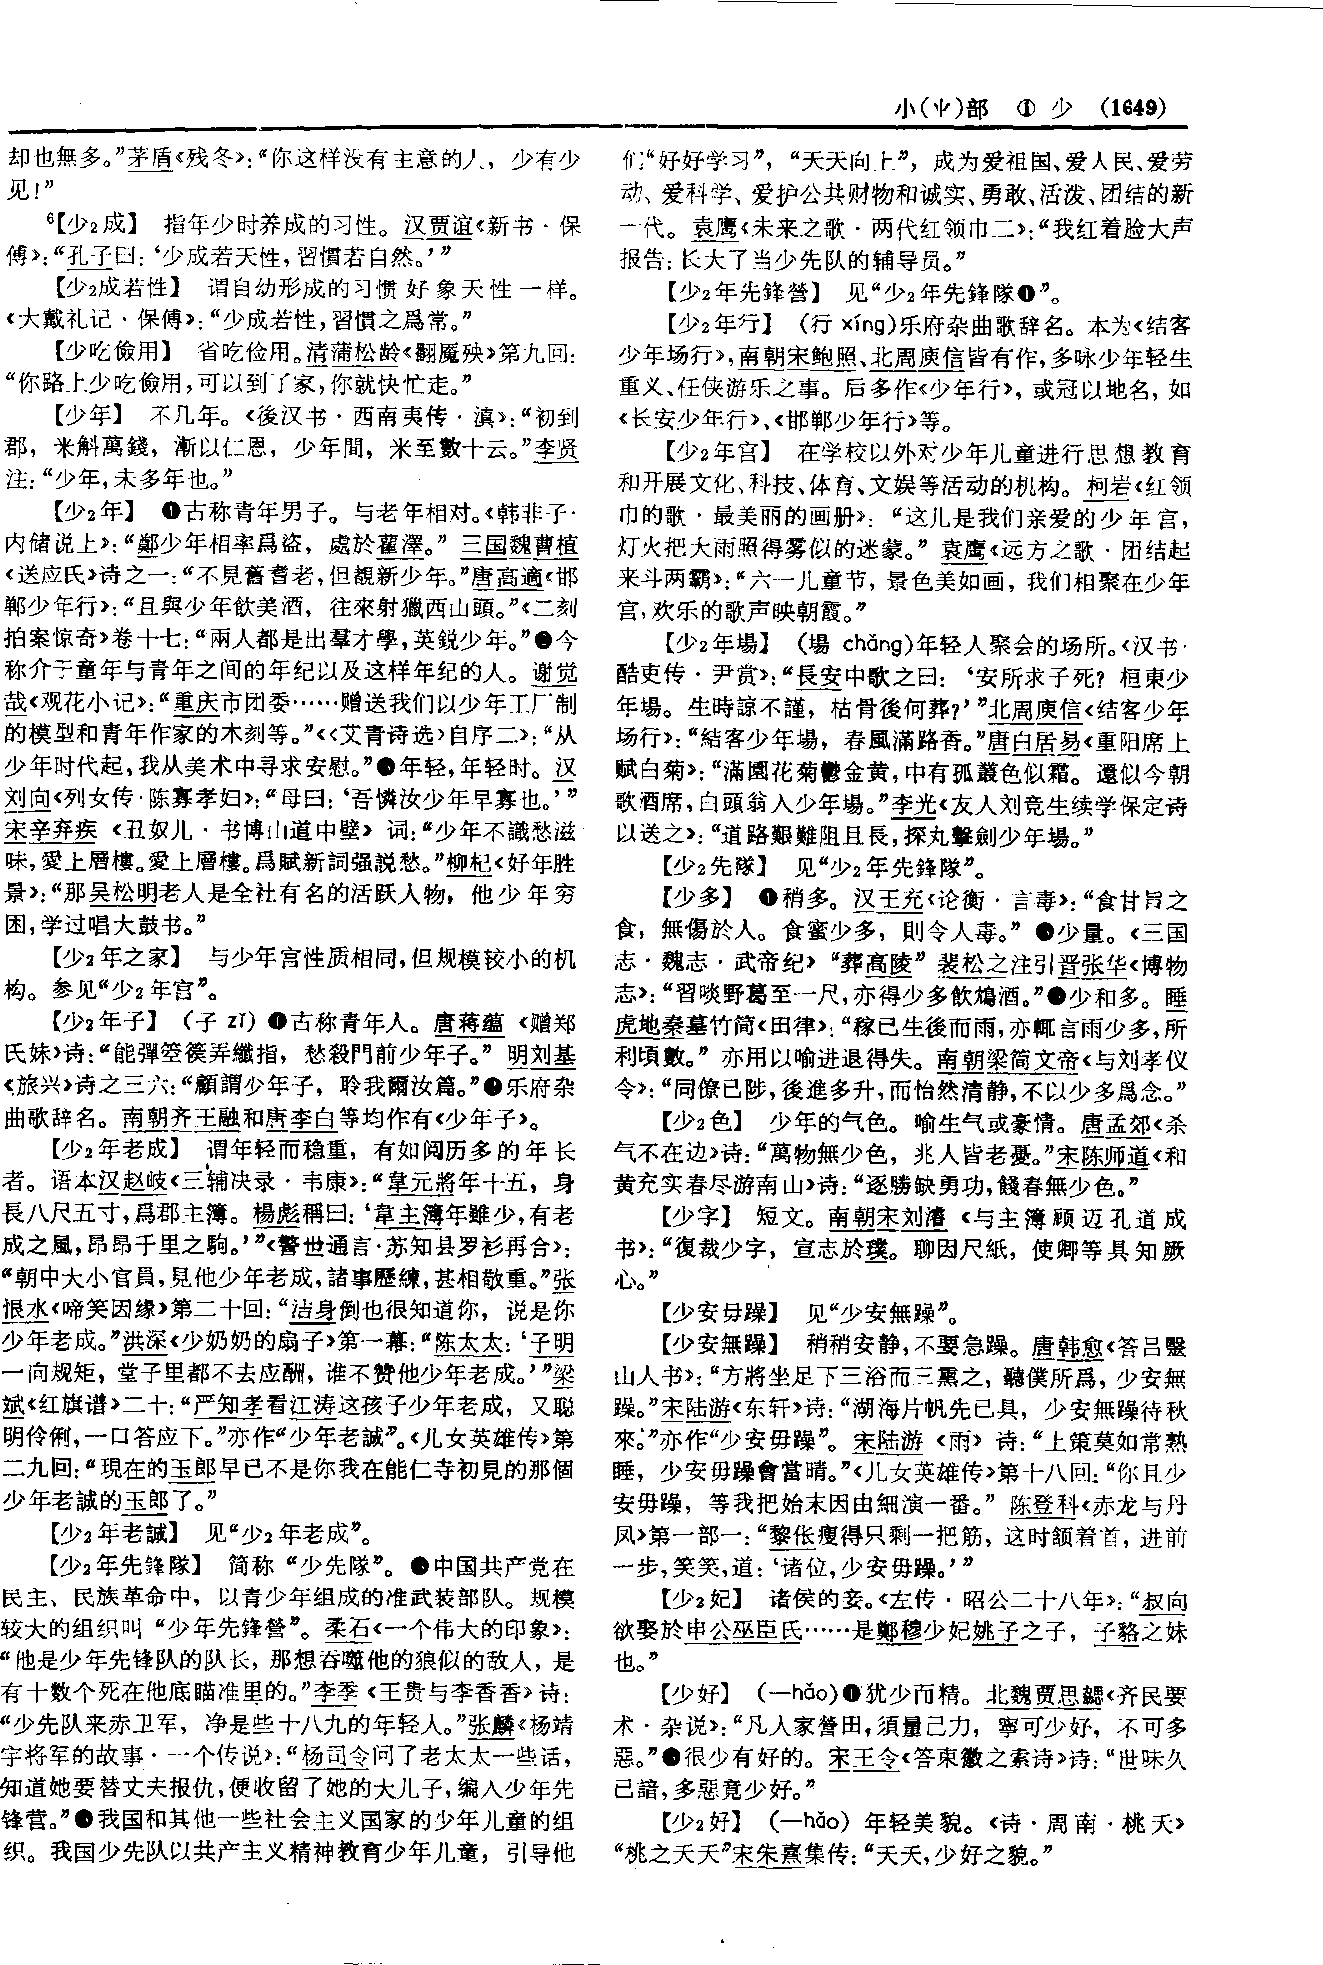 小(⺌)部 ① 少 (1649)
却也無多。”茅盾《残冬》：“你这样没有主意的人，少有少
见！”
⁶【少₂成】 指年少时养成的习性。汉贾谊《新书·保
傅》：“孔子曰：‘少成若天性，習慣若自然。’”
【少₂成若性】 谓自幼形成的习惯好象天性一样。
《大戴礼记·保傅》：“少成若性，習慣之爲常。”
【少吃儉用】 省吃俭用。清蒲松龄《翻魇殃》第九回：
“你路上少吃儉用，可以到了家，你就快忙走。”
【少年】 不几年。《後汉书·西南夷传·滇》：“初到
郡，米斛萬錢，漸以仁恩，少年間，米至數十云。”李贤
注：“少年，未多年也。”
【少₂年】 ❶古称青年男子。与老年相对。《韩非子·
内储说上》：“鄭少年相率爲盜，處於雚澤。”三国魏曹植
《送应氏》诗之一：“不見舊耆老，但覩新少年。”唐高適《邯
郸少年行》：“且與少年飲美酒，往來射獵西山頭。”《二刻
拍案惊奇》卷十七：“兩人都是出羣才學，英鋭少年。”❷今
称介于童年与青年之间的年纪以及这样年纪的人。谢觉
哉《观花小记》：“重庆市团委……赠送我们以少年工厂制
的模型和青年作家的木刻等。”《〈艾青诗选〉自序二》：“从
少年时代起，我从美术中寻求安慰。”❸年轻，年轻时。汉
刘向《列女传·陈寡孝妇》：“母曰：‘吾憐汝少年早寡也。’”
宋辛弃疾《丑奴儿·书博山道中壁》词：“少年不識愁滋
味，愛上層樓。愛上層樓。爲賦新詞强説愁。”柳杞《好年胜
景》：“那吴松明老人是全社有名的活跃人物，他少年穷
困，学过唱大鼓书。”
【少₂年之家】 与少年宫性质相同，但规模较小的机
构。参见“少₂年宫”。
【少₂年子】 （子 zǐ）❶古称青年人。唐蒋蕴《赠郑
氏妹》诗：“能彈箜篌弄纖指，愁殺門前少年子。”明刘基
《旅兴》诗之三六：“顧謂少年子，聆我爾汝篇。”❷乐府杂
曲歌辞名。南朝齐王融和唐李白等均作有《少年子》。
【少₂年老成】 谓年轻而稳重，有如阅历多的年长
者。语本汉赵岐《三辅决录·韦康》：“韋元將年十五，身
長八尺五寸，爲郡主簿。楊彪稱曰：‘韋主簿年雖少，有老
成之風，昂昂千里之駒。’”《警世通言·苏知县罗衫再合》：
“朝中大小官員，見他少年老成，諸事歷練，甚相敬重。”张
恨水《啼笑因缘》第二十回：“洁身倒也很知道你，说是你
少年老成。”洪深《少奶奶的扇子》第一幕：“陈太太：‘子明
一向规矩，堂子里都不去应酬，谁不赞他少年老成。’”梁
斌《红旗谱》二十：“严知孝看江涛这孩子少年老成，又聪
明伶俐，一口答应下。”亦作“少年老誠”。《儿女英雄传》第
二九回：“現在的玉郎早已不是你我在能仁寺初見的那個
少年老誠的玉郎了。”
【少₂年老誠】 见“少₂年老成”。
【少₂年先鋒隊】 简称“少先隊”。❶中国共产党在
民主、民族革命中，以青少年组成的准武装部队。规模
较大的组织叫“少年先鋒營”。柔石《一个伟大的印象》：
“他是少年先锋队的队长，那想吞噬他的狼似的敌人，是
有十数个死在他底瞄准里的。”李季《王贵与李香香》诗：
“少先队来赤卫军，净是些十八九的年轻人。”张麟《杨靖
宇将军的故事·一个传说》：“杨司令问了老太太一些话，
知道她要替丈夫报仇，便收留了她的大儿子，编入少年先
锋营。”❷我国和其他一些社会主义国家的少年儿童的组
织。我国少先队以共产主义精神教育少年儿童，引导他
们“好好学习”，“天天向上”，成为爱祖国、爱人民、爱劳
动、爱科学、爱护公共财物和诚实、勇敢、活泼、团结的新
一代。袁鹰《未来之歌·两代红领巾二》：“我红着脸大声
报告：长大了当少先队的辅导员。”
【少₂年先鋒營】 见“少₂年先鋒隊❶”。
【少₂年行】 （行 xíng）乐府杂曲歌辞名。本为《结客
少年场行》，南朝宋鲍照、北周庾信皆有作，多咏少年轻生
重义、任侠游乐之事。后多作《少年行》，或冠以地名，如
《长安少年行》、《邯郸少年行》等。
【少₂年宫】 在学校以外对少年儿童进行思想教育
和开展文化、科技、体育、文娱等活动的机构。柯岩《红领
巾的歌·最美丽的画册》：“这儿是我们亲爱的少年宫，
灯火把大雨照得雾似的迷蒙。”袁鹰《远方之歌·团结起
来斗两霸》：“六一儿童节，景色美如画，我们相聚在少年
宫，欢乐的歌声映朝霞。”
【少₂年場】 （場 chǎng）年轻人聚会的场所。《汉书·
酷吏传·尹赏》：“長安中歌之曰：‘安所求子死？桓東少
年場。生時諒不謹，枯骨後何葬？’”北周庾信《结客少年
场行》：“結客少年場，春風滿路香。”唐白居易《重阳席上
赋白菊》：“滿園花菊鬱金黄，中有孤叢色似霜。還似今朝
歌酒席，白頭翁入少年場。”李光《友人刘竞生续学保定诗
以送之》：“道路艱難阻且長，探丸擊劍少年場。”
【少₂先隊】 见“少₂年先鋒隊”。
【少多】 ❶稍多。汉王充《论衡·言毒》：“食甘旨之
食，無傷於人。食蜜少多，則令人毒。”❷少量。《三国
志·魏志·武帝纪》“葬高陵”裴松之注引晋张华《博物
志》：“習啖野葛至一尺，亦得少多飲鴆酒。”❸少和多。睡
虎地秦墓竹简《田律》：“稼已生後而雨，亦輒言雨少多，所
利頃數。”亦用以喻进退得失。南朝梁简文帝《与刘孝仪
令》：“同僚已陟，後進多升，而怡然清静，不以少多爲念。”
【少₂色】 少年的气色。喻生气或豪情。唐孟郊《杀
气不在边》诗：“萬物無少色，兆人皆老憂。”宋陈师道《和
黄充实春尽游南山》诗：“逐勝缺勇功，餞春無少色。”
【少字】 短文。南朝宋刘瀋《与主簿顾迈孔道成
书》：“復裁少字，宣志於璞。聊因尺紙，使卿等具知厥
心。”
【少安毋躁】 见“少安無躁”。
【少安無躁】 稍稍安静，不要急躁。唐韩愈《答吕毉
山人书》：“方將坐足下三浴而三熏之，聽僕所爲，少安無
躁。”宋陆游《东轩》诗：“湖海片帆先已具，少安無躁待秋
來。”亦作“少安毋躁”。宋陆游《雨》诗：“上策莫如常熟
睡，少安毋躁會當晴。”《儿女英雄传》第十八回：“你且少
安毋躁，等我把始末因由細演一番。”陈登科《赤龙与丹
凤》第一部一：“黎伥瘦得只剩一把筋，这时颔着首，进前
一步，笑笑，道：‘诸位，少安毋躁。’”
【少₂妃】 诸侯的妾。《左传·昭公二十八年》：“叔向
欲娶於申公巫臣氏……是鄭穆少妃姚子之子，子貉之妹
也。”
【少好】 （—hǎo）❶犹少而精。北魏贾思勰《齐民要
术·杂说》：“凡人家營田，須量己力，寧可少好，不可多
惡。”❷很少有好的。宋王令《答束徽之索诗》诗：“世味久
已諳，多惡竟少好。”
【少₂好】 （—hǎo）年轻美貌。《诗·周南·桃夭》
“桃之夭夭”宋朱熹集传：“夭夭，少好之貌。”